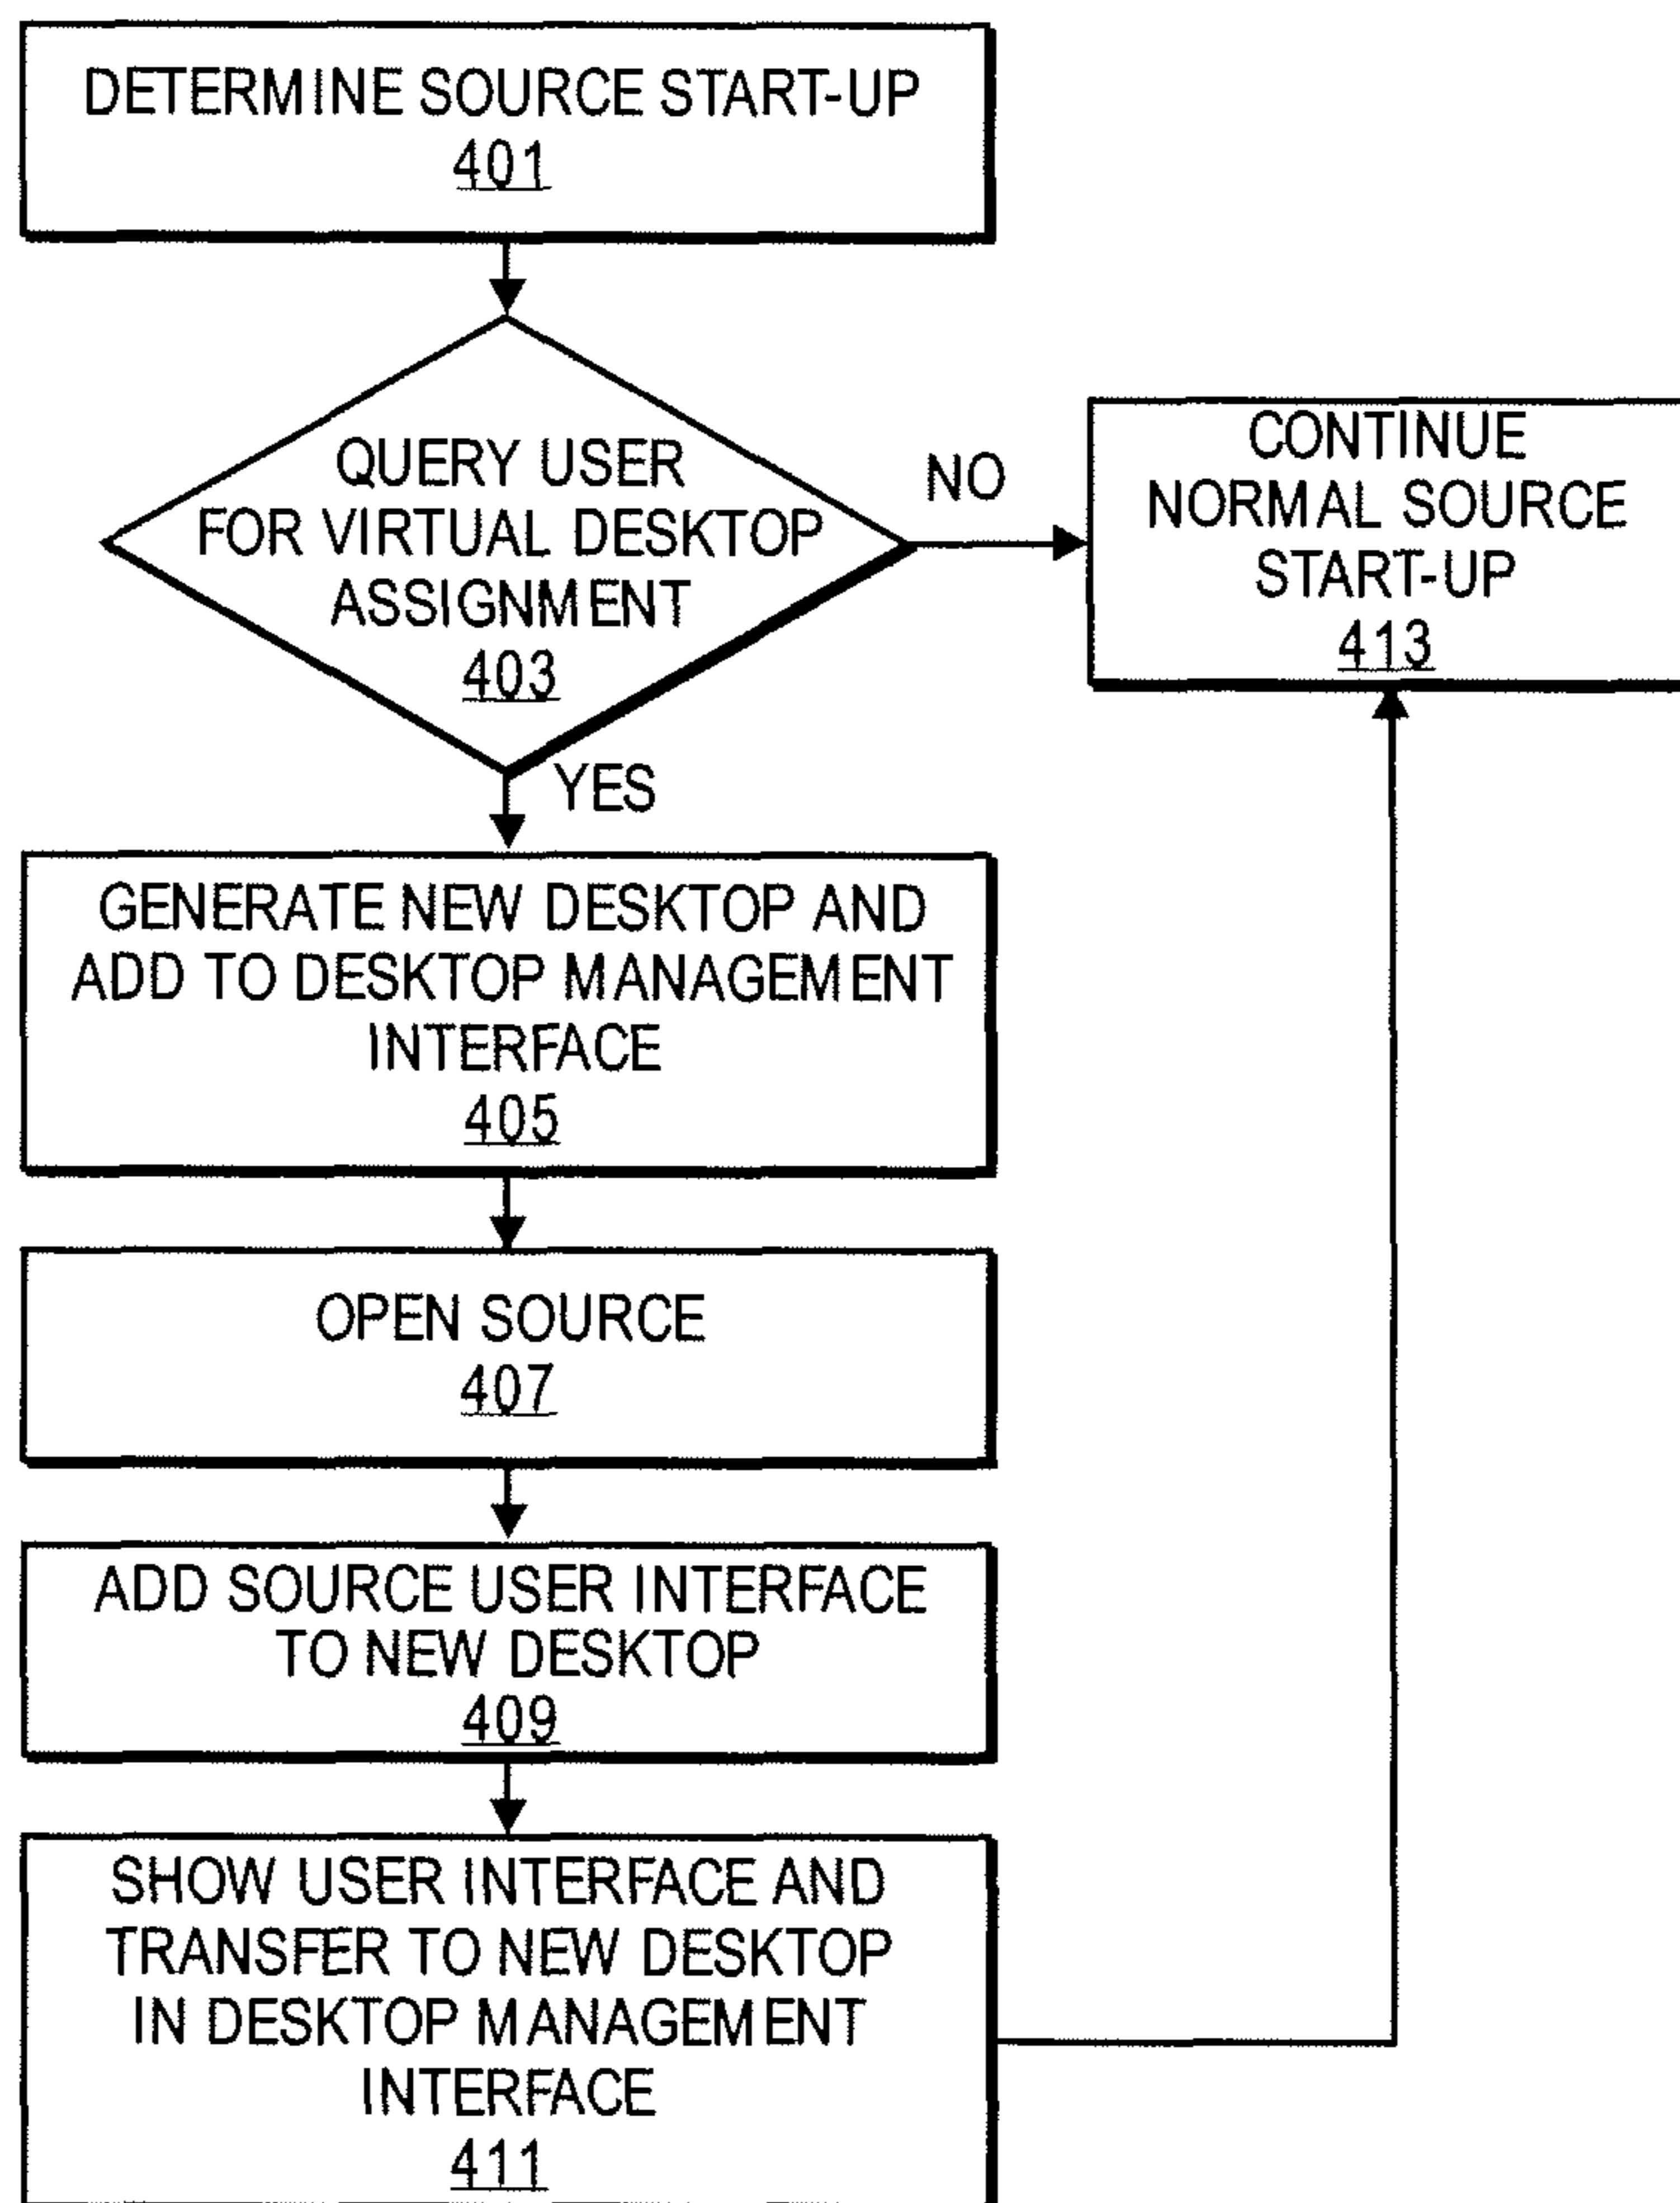 DETERMINE SOURCE START-UP
401
QUERY USER
FOR VIRTUAL DESKTOP
ASSIGNMENT
403
NO
CONTINUE
NORMAL SOURCE
START-UP
413
YES
GENERATE NEW DESKTOP AND
ADD TO DESKTOP MANAGEMENT
INTERFACE
405
OPEN SOURCE
407
ADD SOURCE USER INTERFACE
TO NEW DESKTOP
409
SHOW USER INTERFACE AND
TRANSFER TO NEW DESKTOP
IN DESKTOP MANAGEMENT
INTERFACE
411